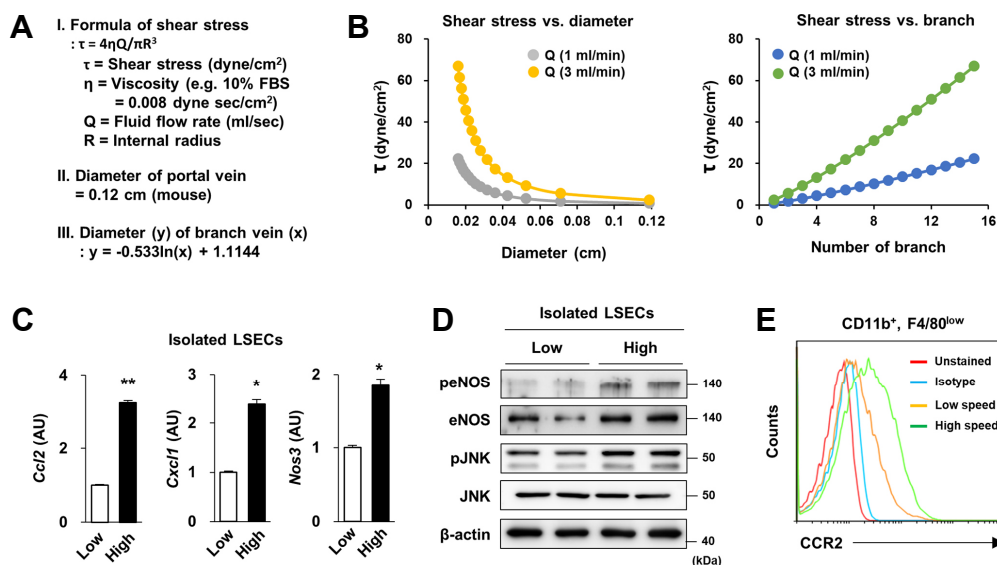 A
I. Formula of shear stress
: τ = 4ηQ/πR³
τ = Shear stress (dyne/cm²)
η = Viscosity (e.g. 10% FBS
= 0.008 dyne sec/cm²)
Q = Fluid flow rate (ml/sec)
R = Internal radius
II. Diameter of portal vein
= 0.12 cm (mouse)
III. Diameter (y) of branch vein (x)
: y = -0.533ln(x) + 1.1144
B
Shear stress vs. diameter
Q (1 ml/min)
Q (3 ml/min)
τ (dyne/cm²)
80
60
40
20
0
0
0.02
0.04
0.06
0.08
0.10
0.12
Diameter (cm)
Shear stress vs. branch
Q (1 ml/min)
Q (3 ml/min)
τ (dyne/cm²)
80
60
40
20
0
0
4
8
12
16
Number of branch
C
Isolated LSECs
Ccl2 (AU)
4
2
0
**
Low
High
Cxcl1 (AU)
3
2
1
0
*
Low
High
Nos3 (AU)
2
1
0
*
Low
High
D
Isolated LSECs
Low
High
peNOS
140
eNOS
140
pJNK
50
JNK
50
β-actin
40
(kDa)
E
CD11b⁺, F4/80ˡᵒʷ
Unstained
Isotype
Low speed
High speed
Counts
CCR2